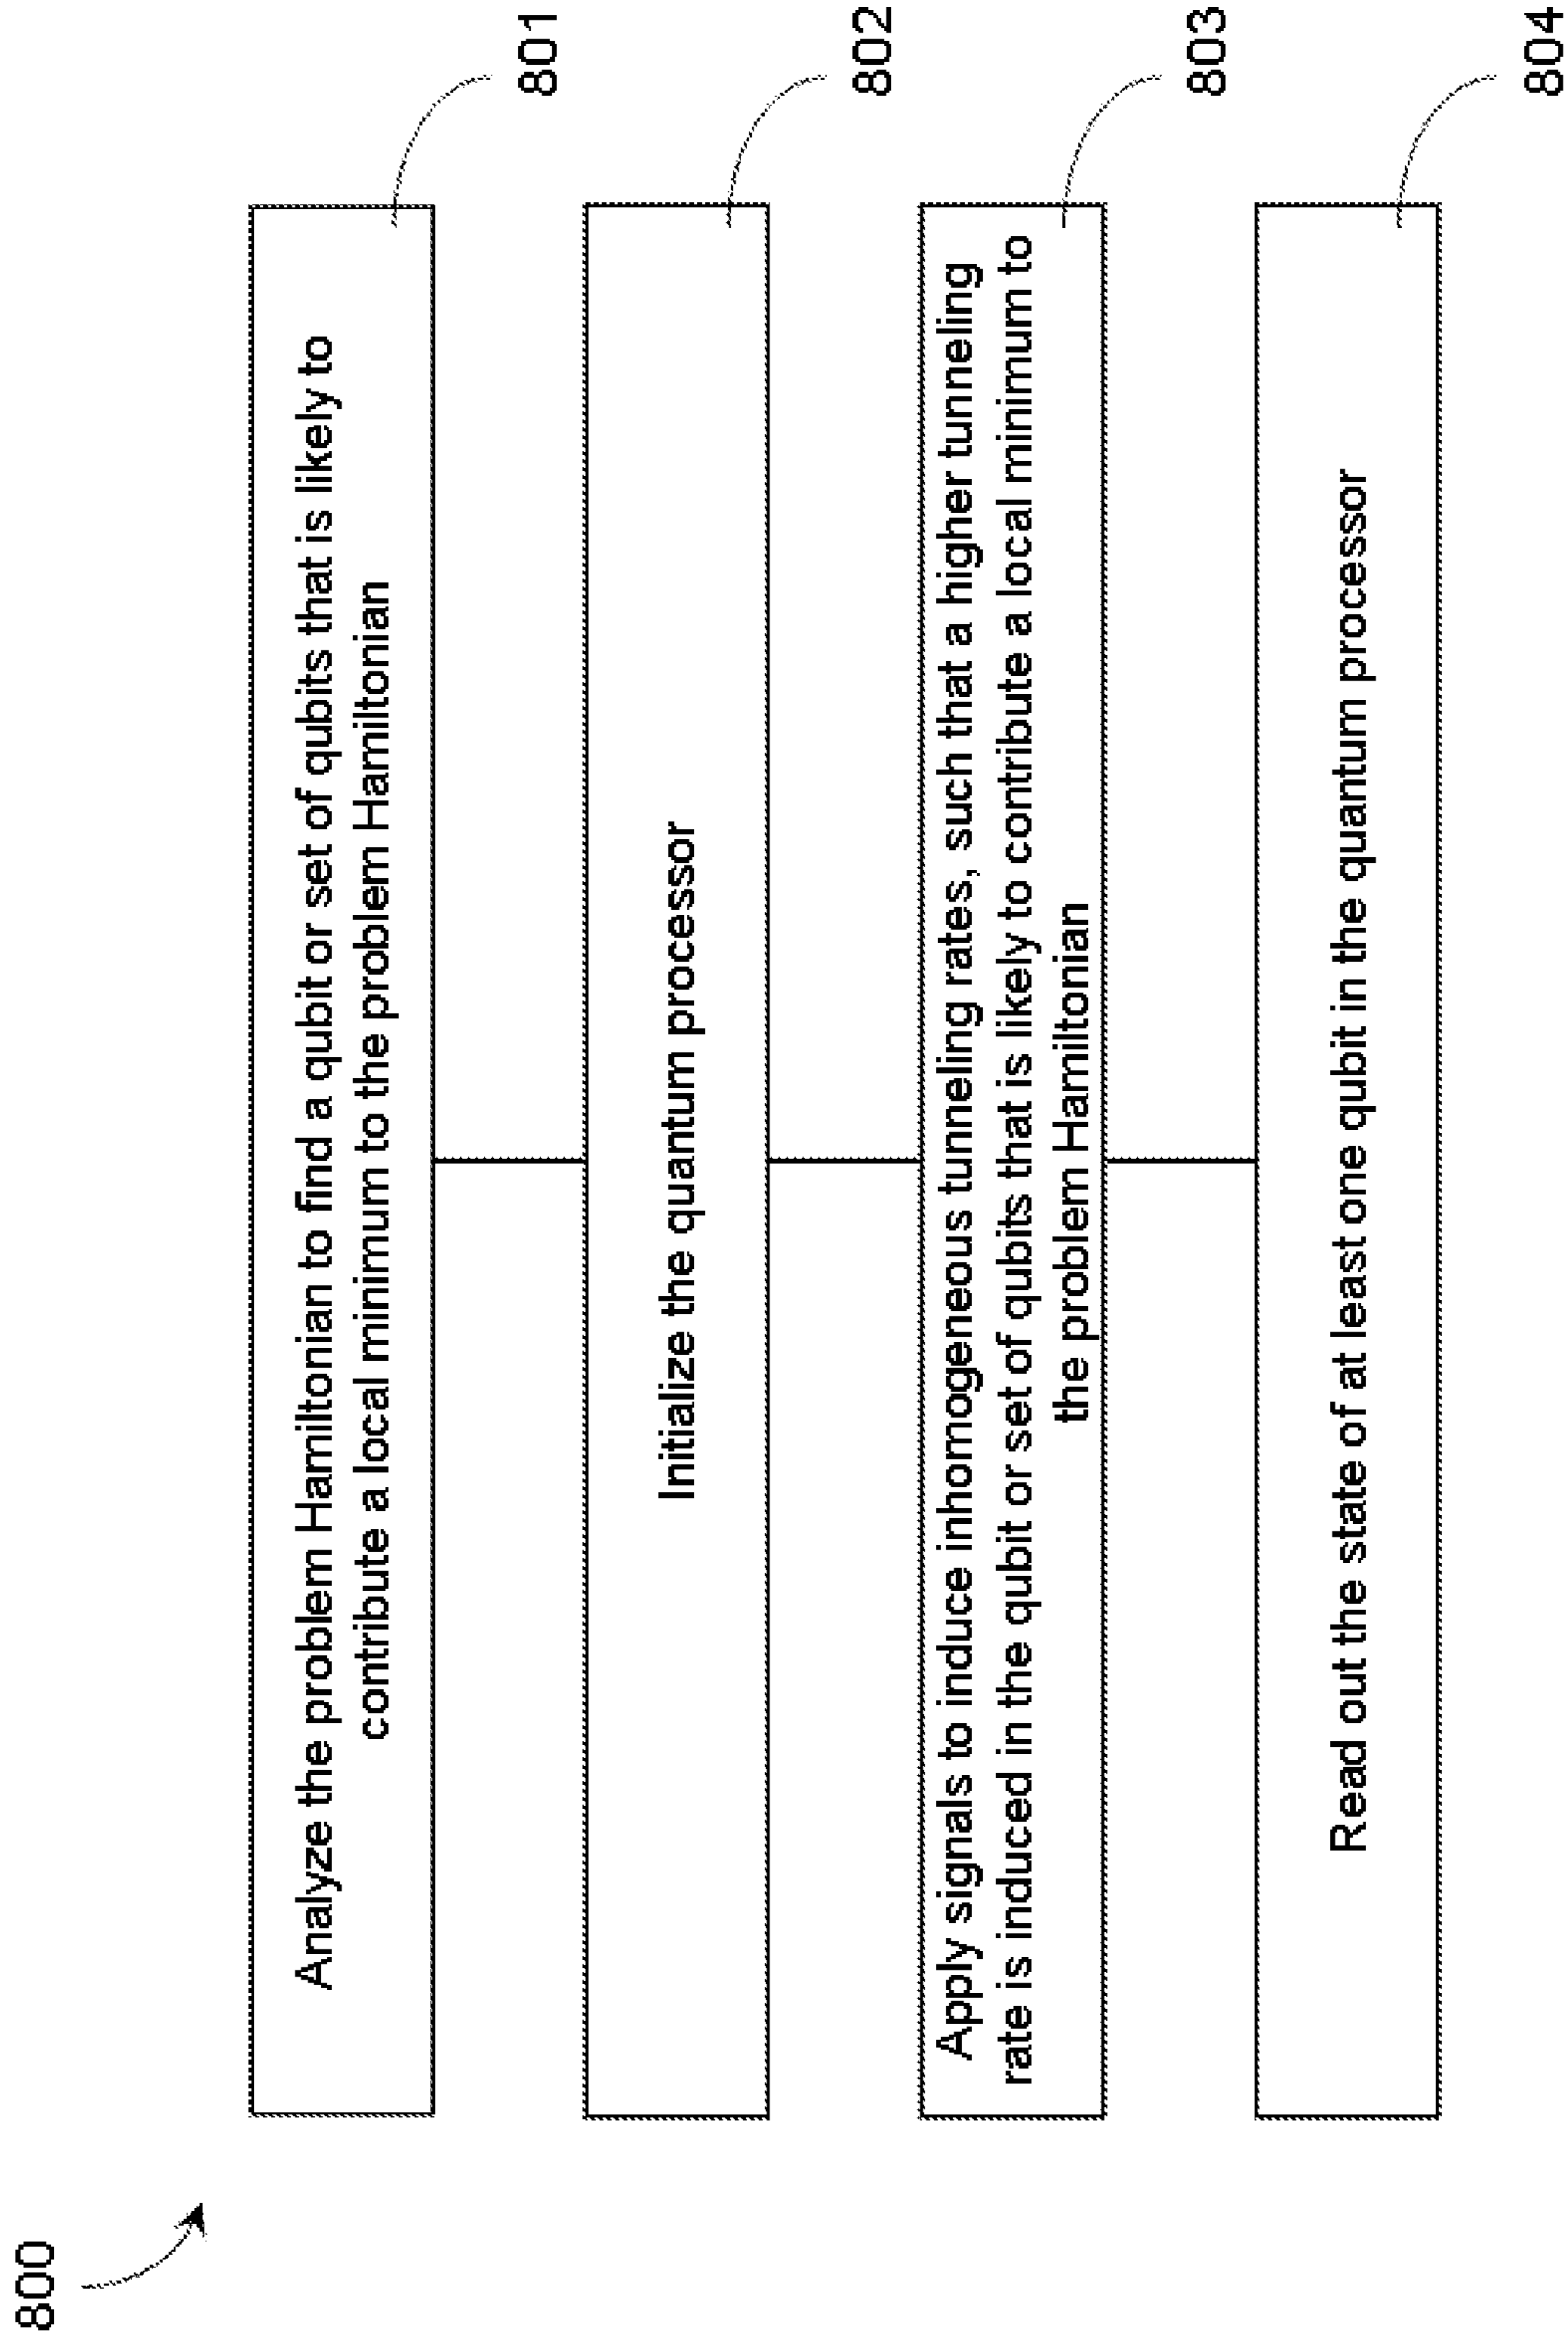 800
Analyze the problem Hamiltonian to find a qubit or set of qubits that is likely to
contribute a local minimum to the problem Hamiltonian
801
Initialize the quantum processor
802
Apply signals to induce inhomogeneous tunneling rates, such that a higher tunneling
rate is induced in the qubit or set of qubits that is likely to contribute a local minimum to
the problem Hamiltonian
803
Read out the state of at least one qubit in the quantum processor
804